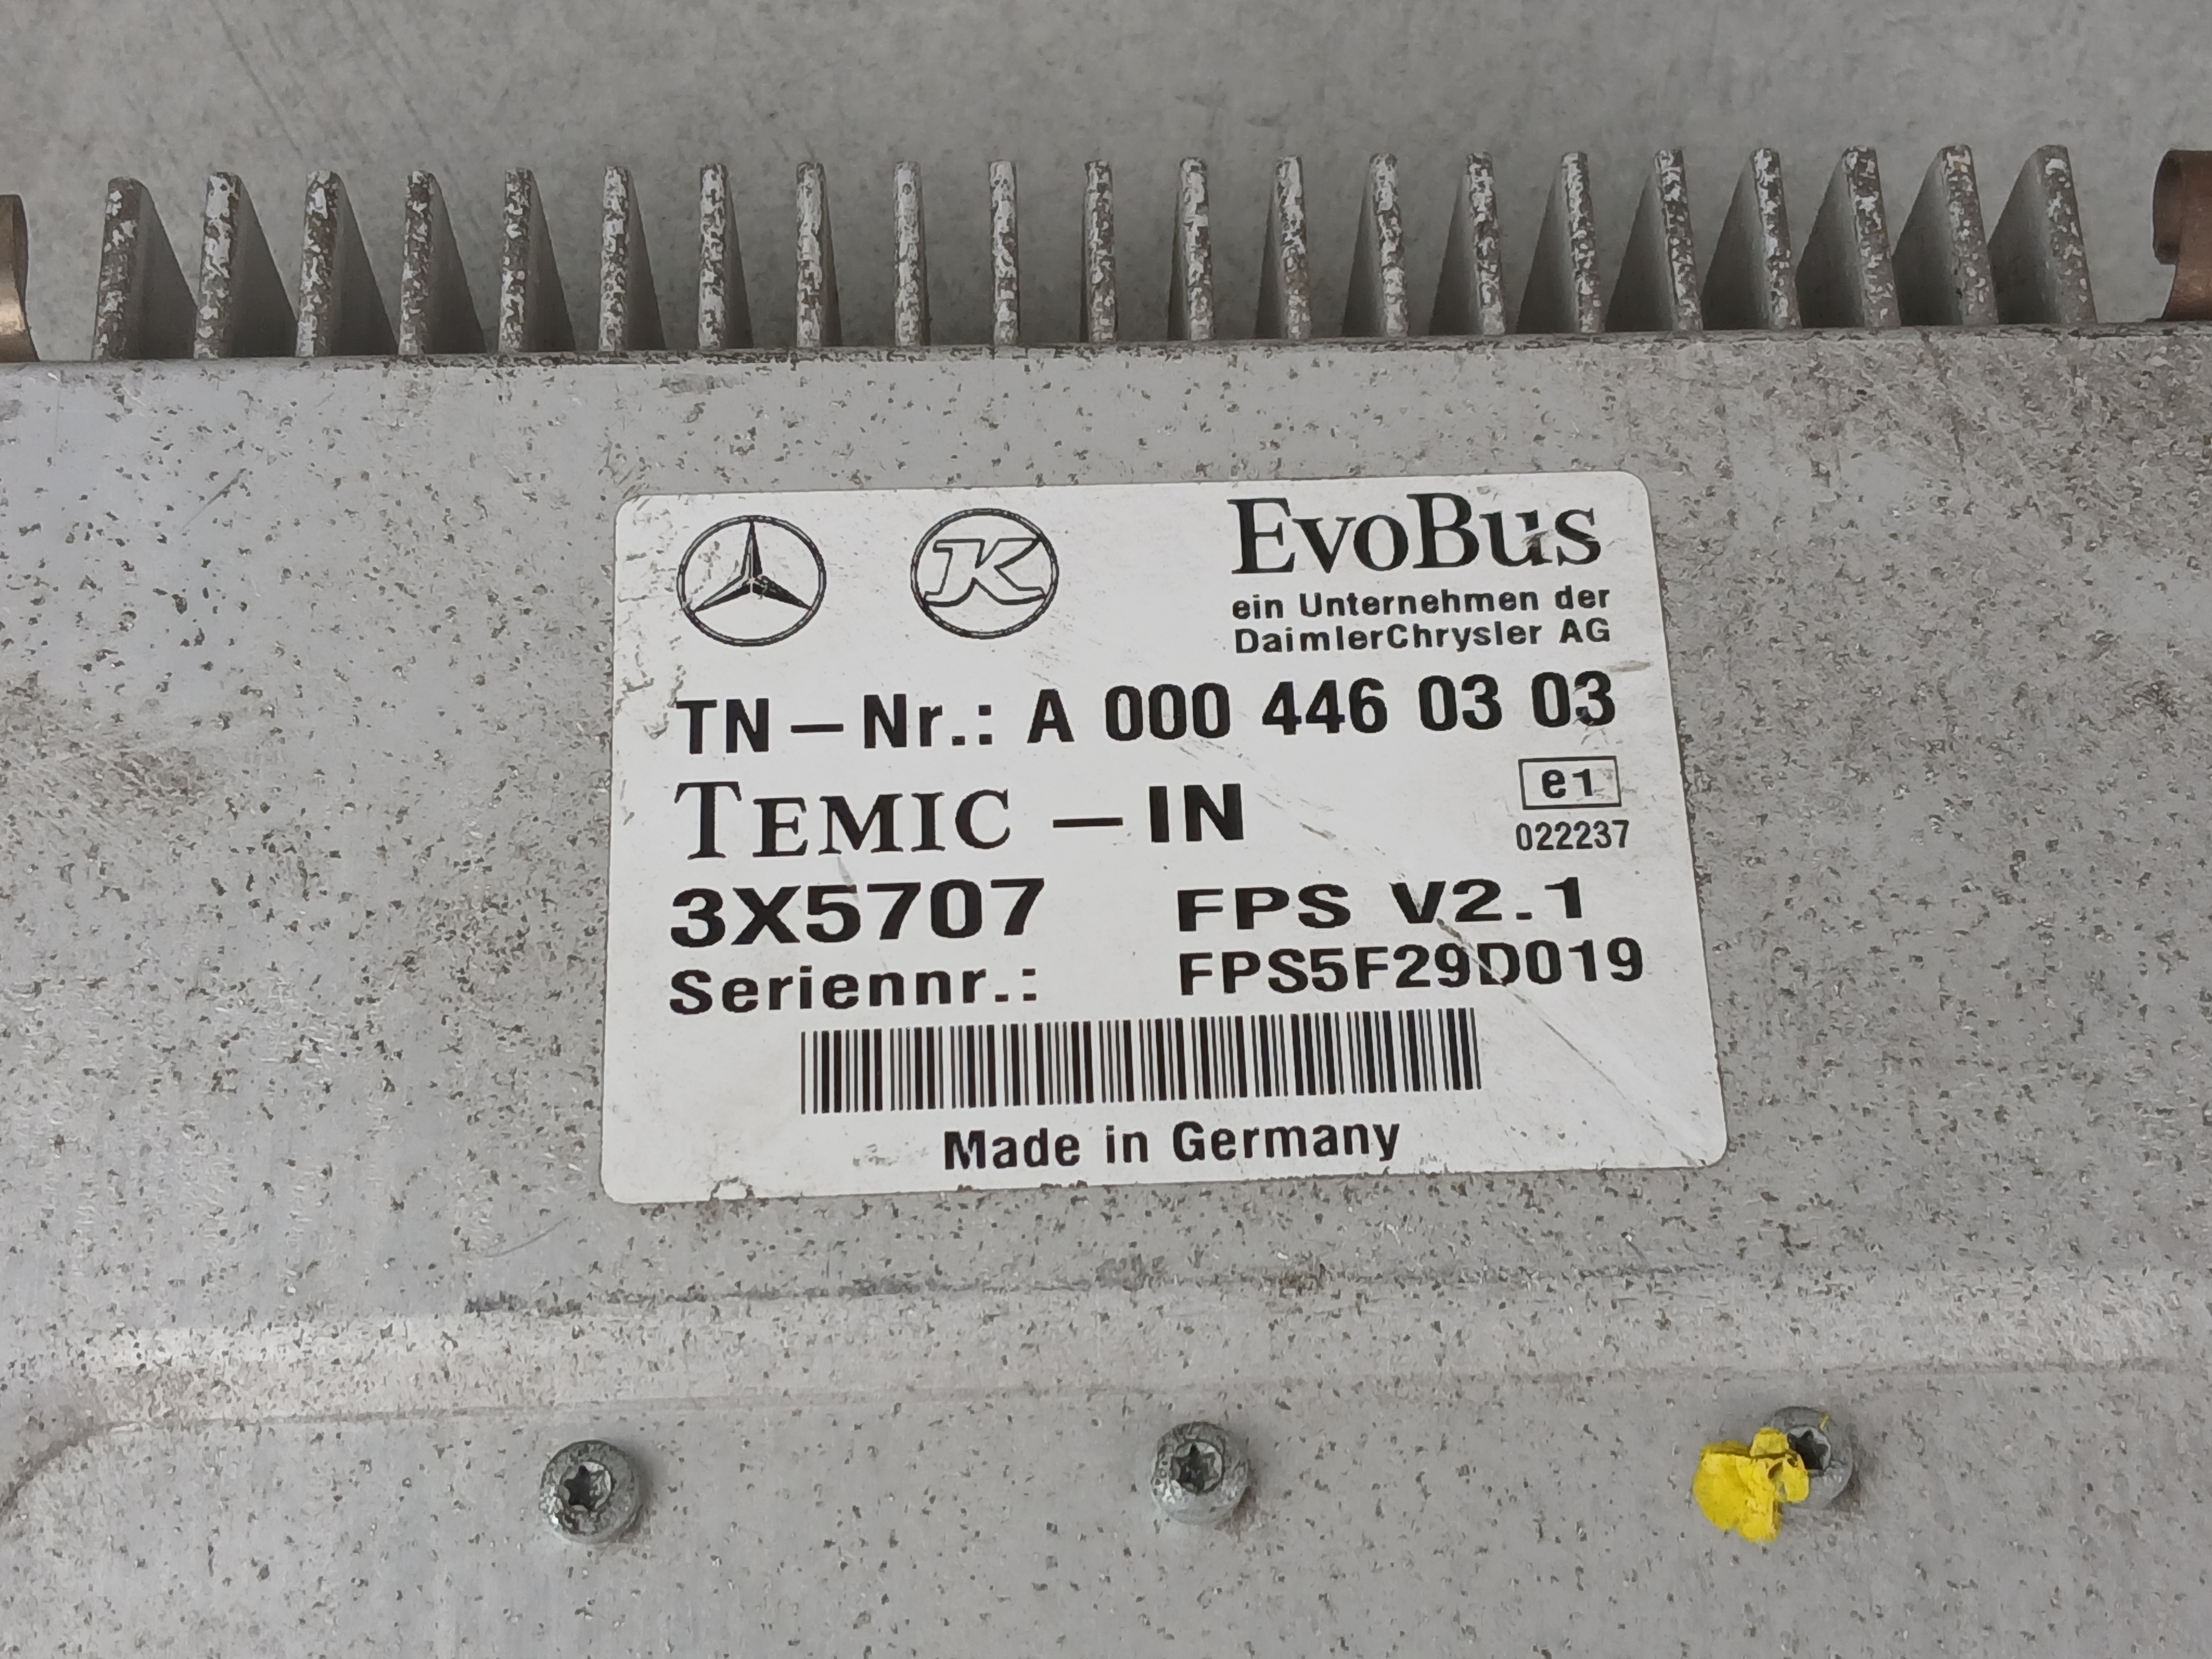 K
EvoBus
ein Unternehmen der
DaimlerChrysler AG
TN-Nr.: A 000 446 03 03
TEMIC -IN
e1
022237
3X5707 FPS V2.1
Seriennr.: FPS5F29D019
Made in Germany